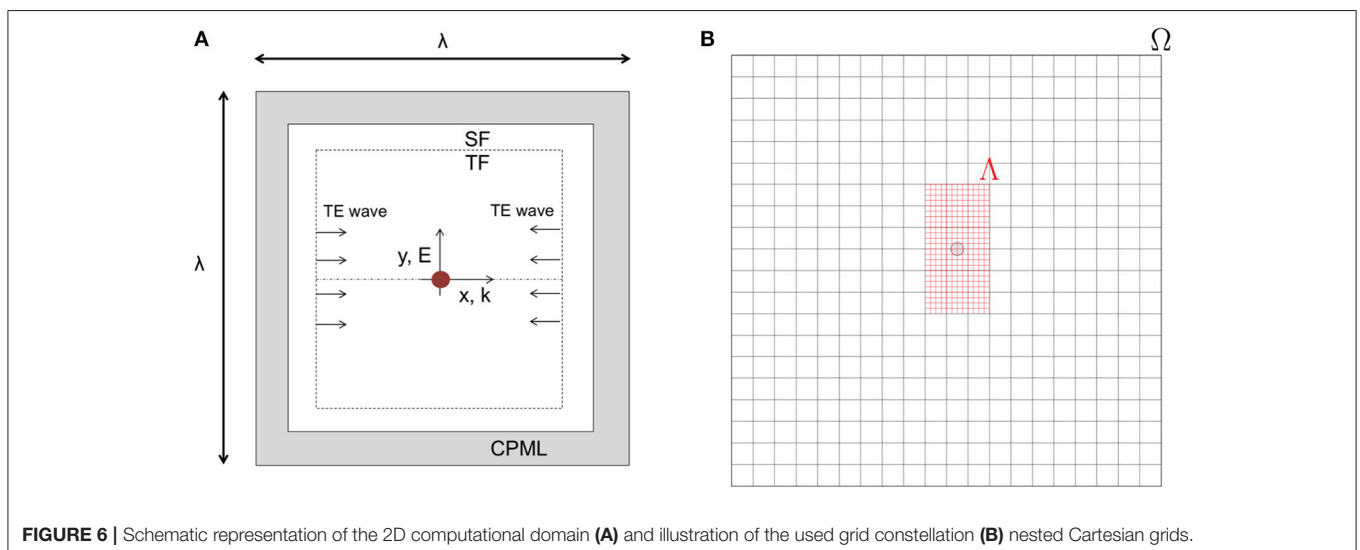 A
λ
λ
SF
TF
TE wave
TE wave
y, E
x, k
CPML
B
Ω
Λ
FIGURE 6 | Schematic representation of the 2D computational domain (A) and illustration of the used grid constellation (B) nested Cartesian grids.